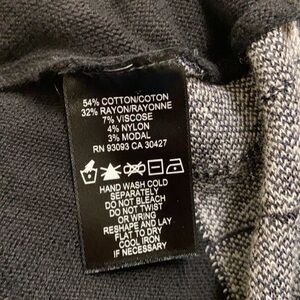 54% COTTON/COTON
32% RAYON/RAYONNE
7% VISCOSE
4% NYLON
3% MODAL
RN 93093 CA 30427
HAND WASH COLD
SEPARATELY
DO NOT BLEACH
DO NOT TWIST
OR WRING
RESHAPE AND LAY
FLAT TO DRY
COOL IRON
IF NECESSARY